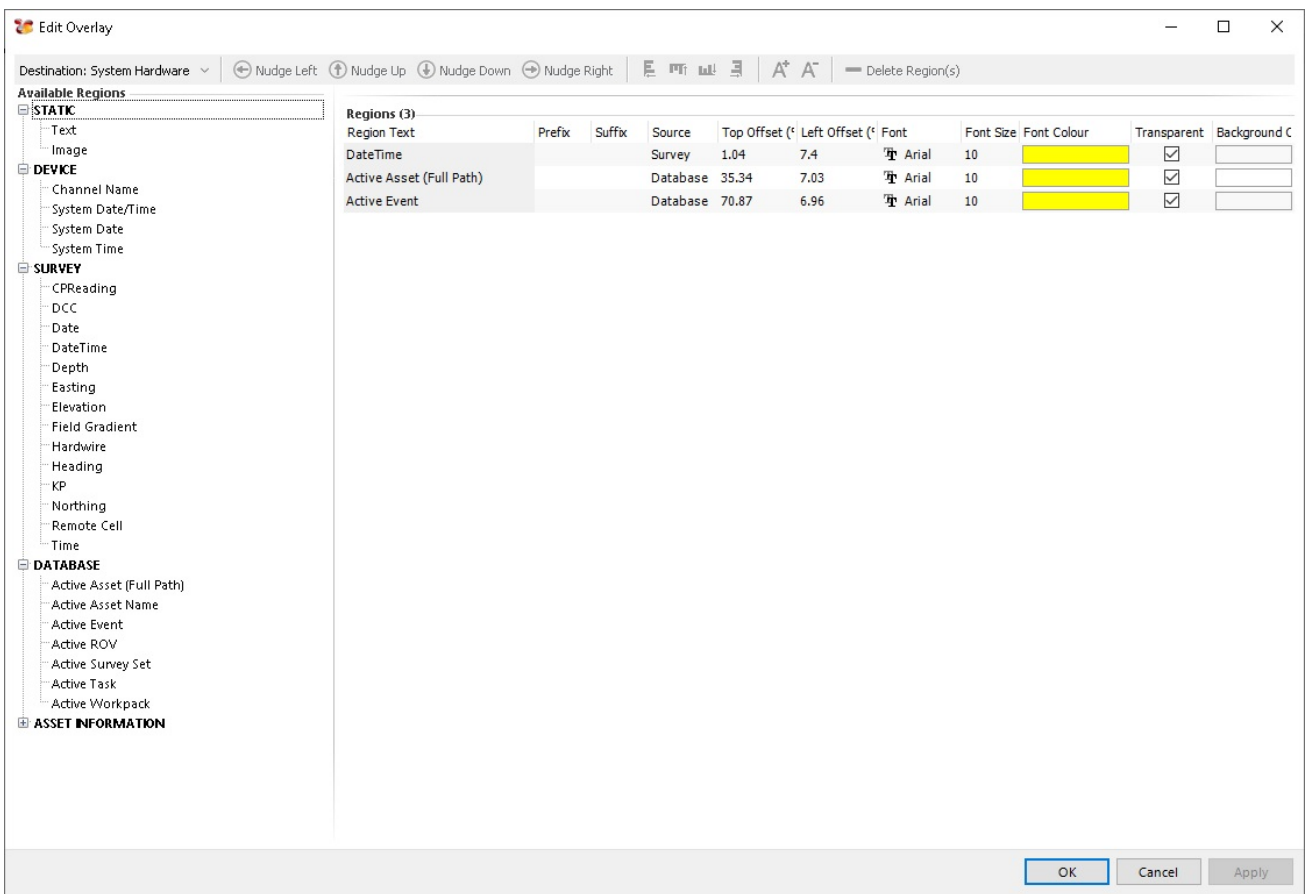 Edit Overlay
Destination: System Hardware Nudge Left Nudge Up Nudge Down Nudge Right A+ A- Delete Region(s)
Available Regions
STATIC
Text
Image
DEVICE
Channel Name
System Date/Time
System Date
System Time
SURVEY
CPReading
DCC
Date
DateTime
Depth
Easting
Elevation
Field Gradient
Hardwire
Heading
KP
Northing
Remote Cell
Time
DATABASE
Active Asset (Full Path)
Active Asset Name
Active Event
Active ROV
Active Survey Set
Active Task
Active Workpack
ASSET INFORMATION
Regions (3)
Region Text Prefix Suffix Source Top Offset ( Left Offset ( Font Font Size Font Colour Transparent Background C
DateTime Survey 1.04 7.4 Arial 10
Active Asset (Full Path) Database 35.34 7.03 Arial 10
Active Event Database 70.87 6.96 Arial 10
OK Cancel Apply